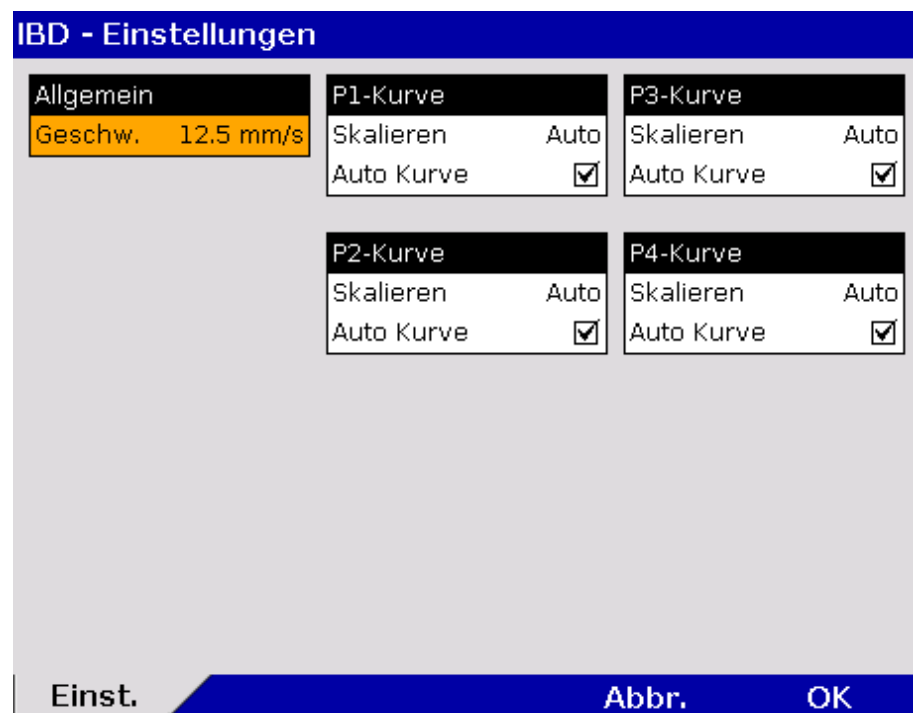 IBD - Einstellungen
Allgemein
Geschw. 12.5 mm/s
P1-Kurve
Skalieren Auto
Auto Kurve
P2-Kurve
Skalieren Auto
Auto Kurve
P3-Kurve
Skalieren Auto
Auto Kurve
P4-Kurve
Skalieren Auto
Auto Kurve
Einst. Abbr. OK